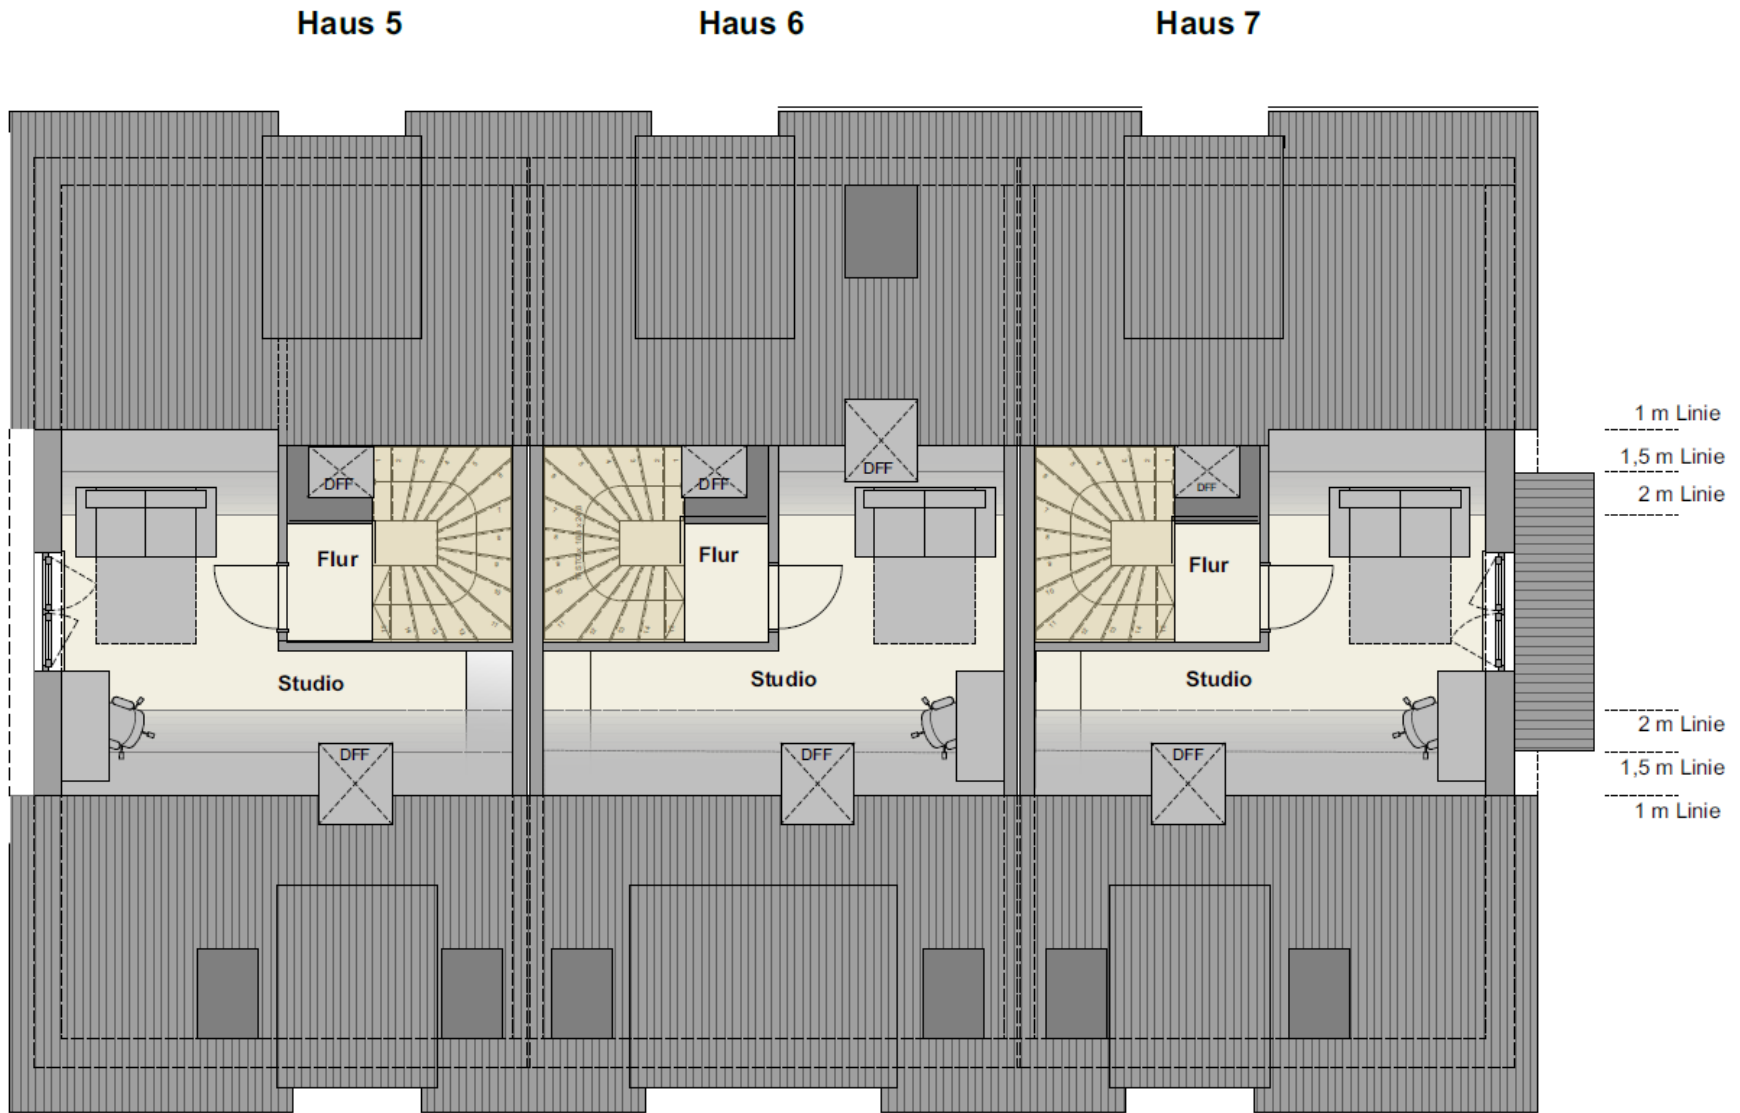 Haus 5
Haus 6
Haus 7
1 m Linie
1,5 m Linie
2 m Linie
DFF
DFF
DFF
DFF
Flur
Flur
Flur
Studio
Studio
Studio
2 m Linie
DFF
DFF
DFF
1,5 m Linie
1 m Linie